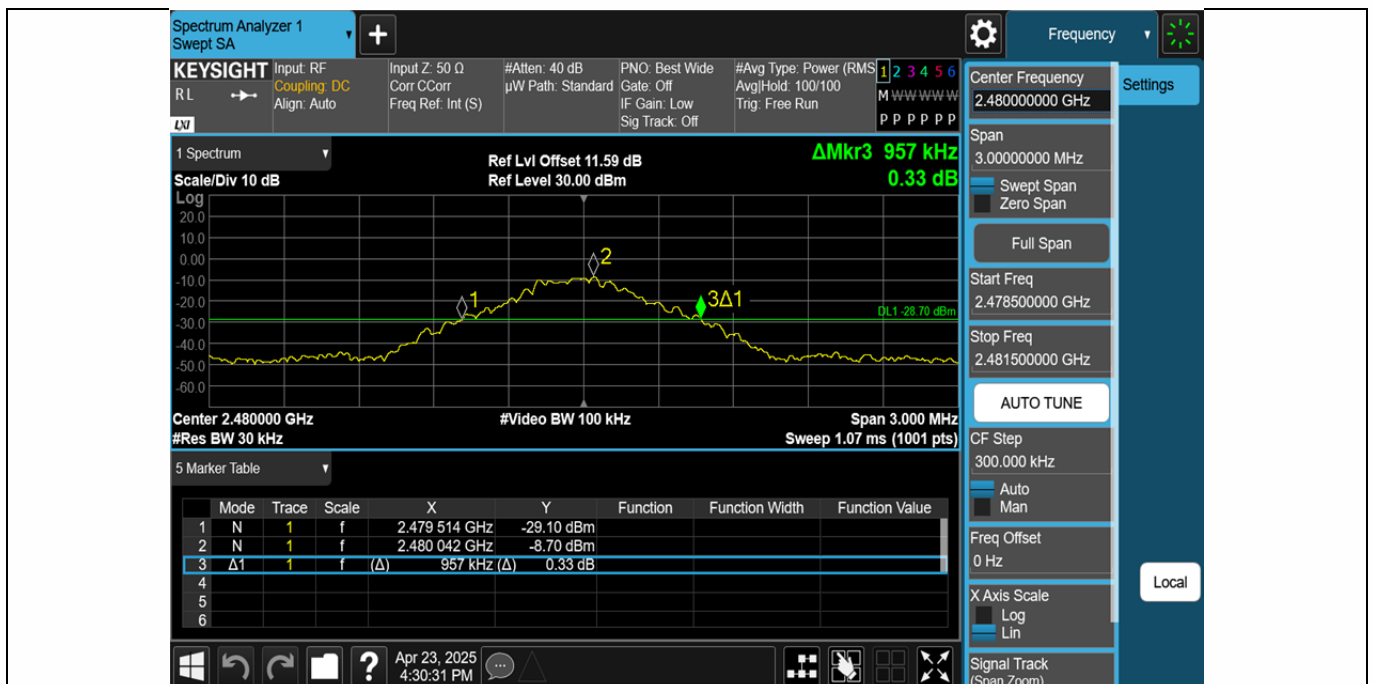 Spectrum Analyzer 1
Swept SA
+
Frequency
KEYSIGHT
RL
LXI
Input: RF
Coupling: DC
Align: Auto
Input Z: 50 Ω
Corr CCorr
Freq Ref: Int (S)
#Atten: 40 dB
µW Path: Standard
PNO: Best Wide
Gate: Off
IF Gain: Low
Sig Track: Off
#Avg Type: Power (RMS
Avg|Hold: 100/100
Trig: Free Run
1 2 3 4 5 6
M W W W W W
P P P P P P
1 Spectrum
Scale/Div 10 dB
Ref Lvl Offset 11.59 dB
Ref Level 30.00 dBm
ΔMkr3 957 kHz
0.33 dB
Log
20.0
10.0
0.00
-10.0
-20.0
-30.0
-40.0
-50.0
-60.0
2
1
3Δ1
DL1 -28.70 dBm
Center 2.480000 GHz
#Video BW 100 kHz
Span 3.000 MHz
#Res BW 30 kHz
Sweep 1.07 ms (1001 pts)
5 Marker Table
Mode Trace Scale X Y Function Function Width Function Value
1 N 1 f 2.479 514 GHz -29.10 dBm
2 N 1 f 2.480 042 GHz -8.70 dBm
3 Δ1 1 f (Δ) 957 kHz (Δ) 0.33 dB
4
5
6
?
Apr 23, 2025
4:30:31 PM
Center Frequency
2.480000000 GHz
Settings
Span
3.00000000 MHz
Swept Span
Zero Span
Full Span
Start Freq
2.478500000 GHz
Stop Freq
2.481500000 GHz
AUTO TUNE
CF Step
300.000 kHz
Auto
Man
Freq Offset
0 Hz
Local
X Axis Scale
Log
Lin
Signal Track
(Span Zoom)